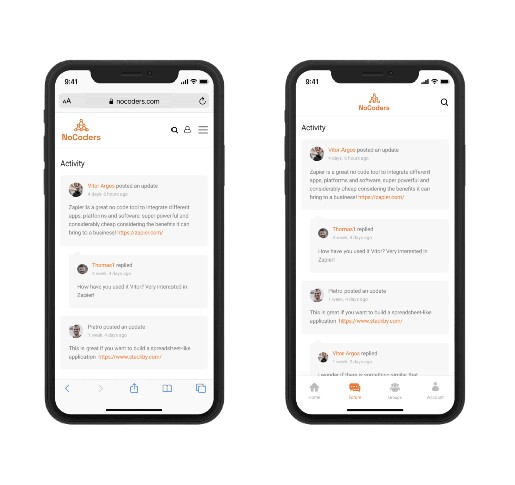 9:41
AA
nocoders.com
NoCoders
Activity
Vitor Argos posted an update
4 days, 6 hours ago
Zapier is a great no code tool to integrate different
apps, platforms and software, super powerful and
considerably cheap considering the benefits it can
bring to a business! https://zapier.com/
Thomas1 replied
1 week, 4 days ago
How have you used it Vitor? Very interested in
Zapier!
Pietro posted an update
1 week, 4 days ago
This is great if you want to build a spreadsheet-like
application https://www.stackby.com/
9:41
NoCoders
Activity
Vitor Argos posted an update
4 days, 6 hours ago
Zapier is a great no code tool to integrate different
apps, platforms and software, super powerful and
considerably cheap considering the benefits it can
bring to a business! https://zapier.com/
Thomas1 replied
1 week, 4 days ago
How have you used it Vitor? Very interested in
Zapier!
Pietro posted an update
1 week, 4 days ago
This is great if you want to build a spreadsheet-like
application https://www.stackby.com/
Vitor Argos replied
1 week, 4 days ago
I wonder if there is something similar that
Home
Groups
Account